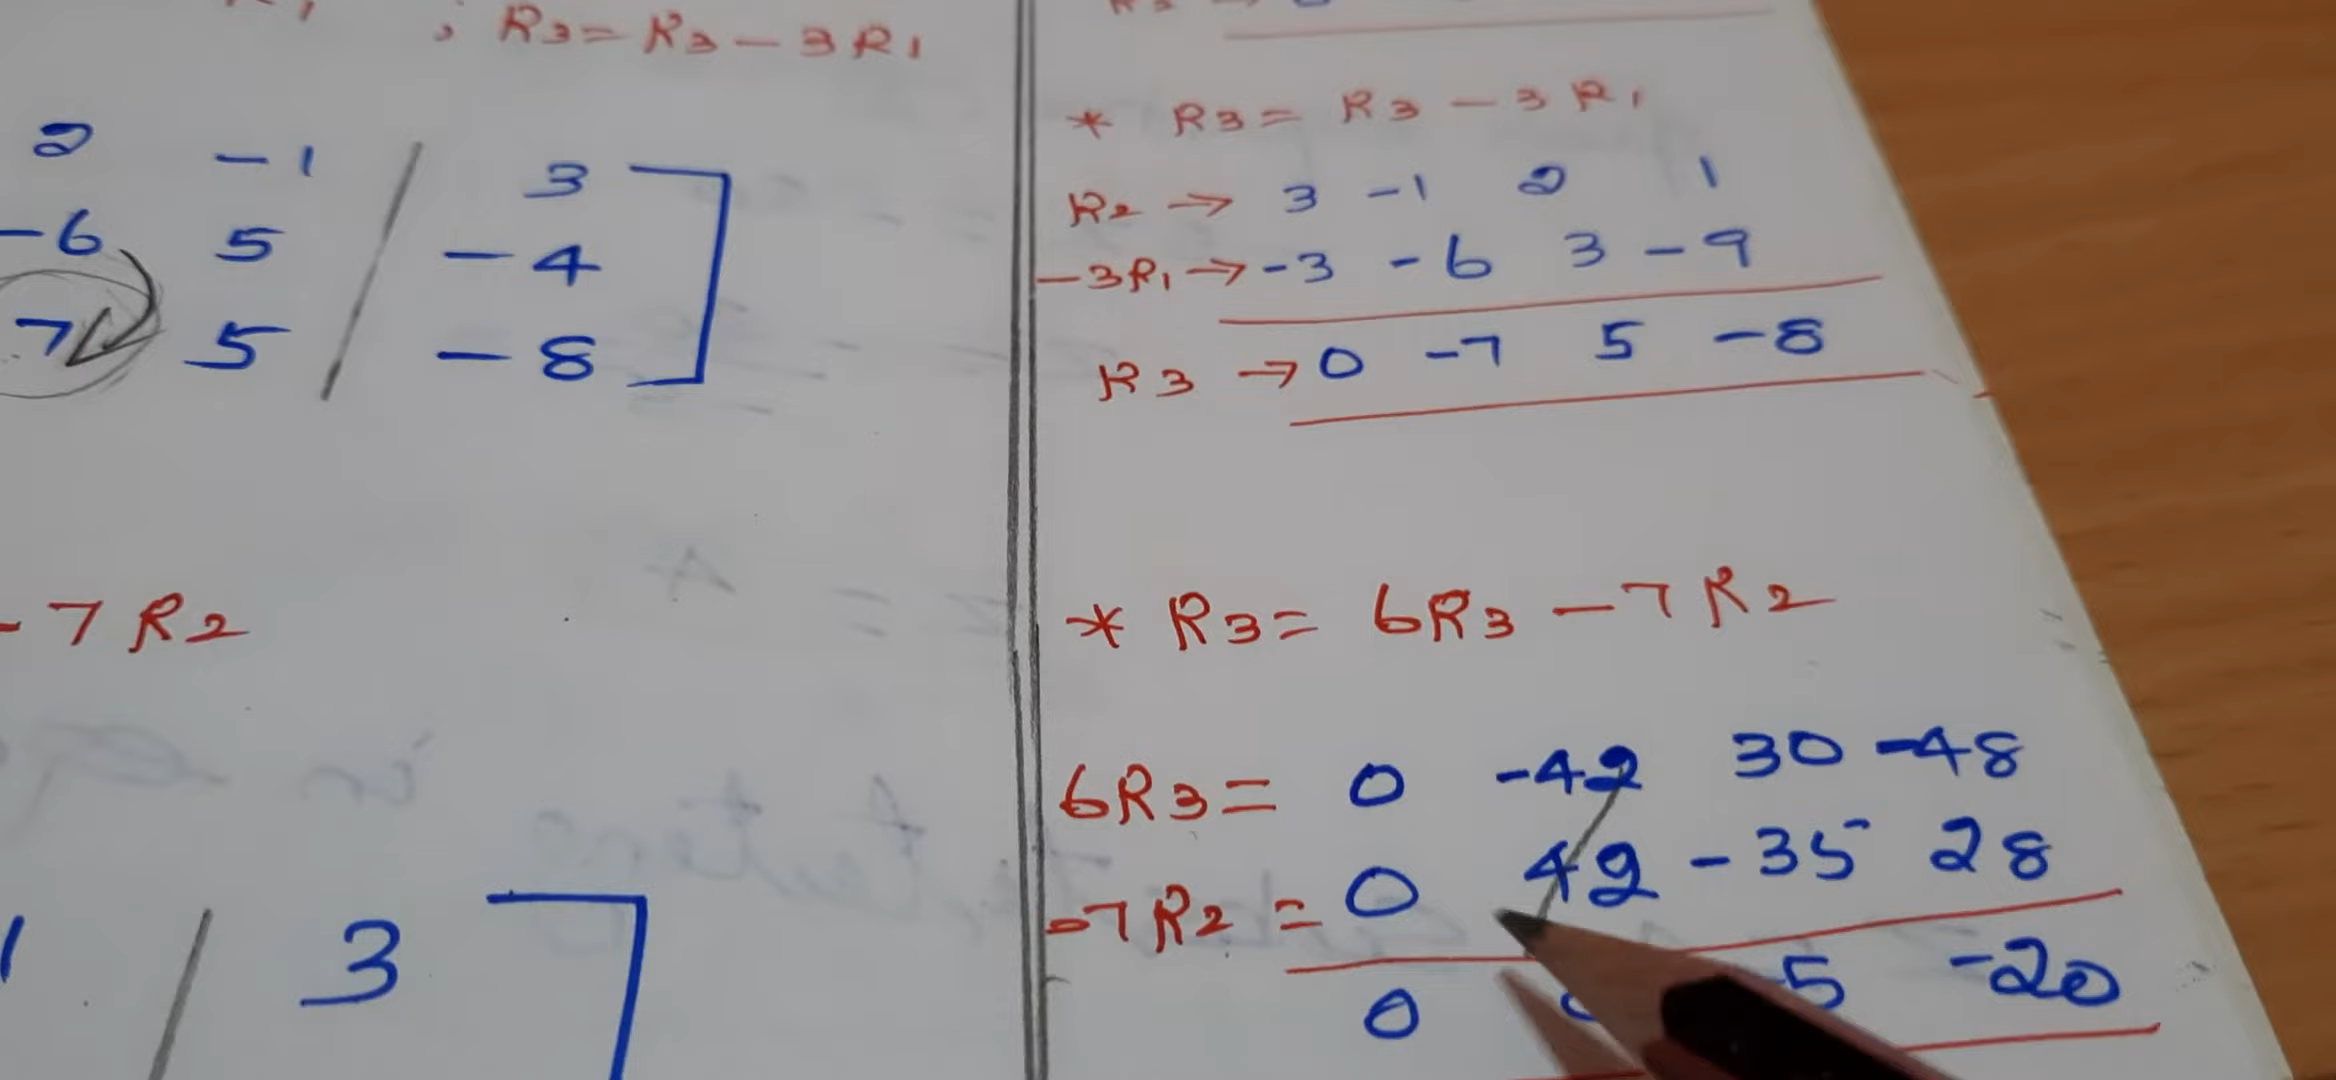 ; R3 = R3 - 3R1
2 -1 / 3
-6 5 / -4
7 5 / -8
- 7R2
1 / 3
* R3 = R3 - 3R1
R2 → 3 -1 2 1
-3R1 → -3 -6 3 -9
R3 → 0 -7 5 -8
* R3 = 6R3 - 7R2
6R3 = 0 -42 30 -48
-7R2 = 0 42 -35 28
0 5 -20